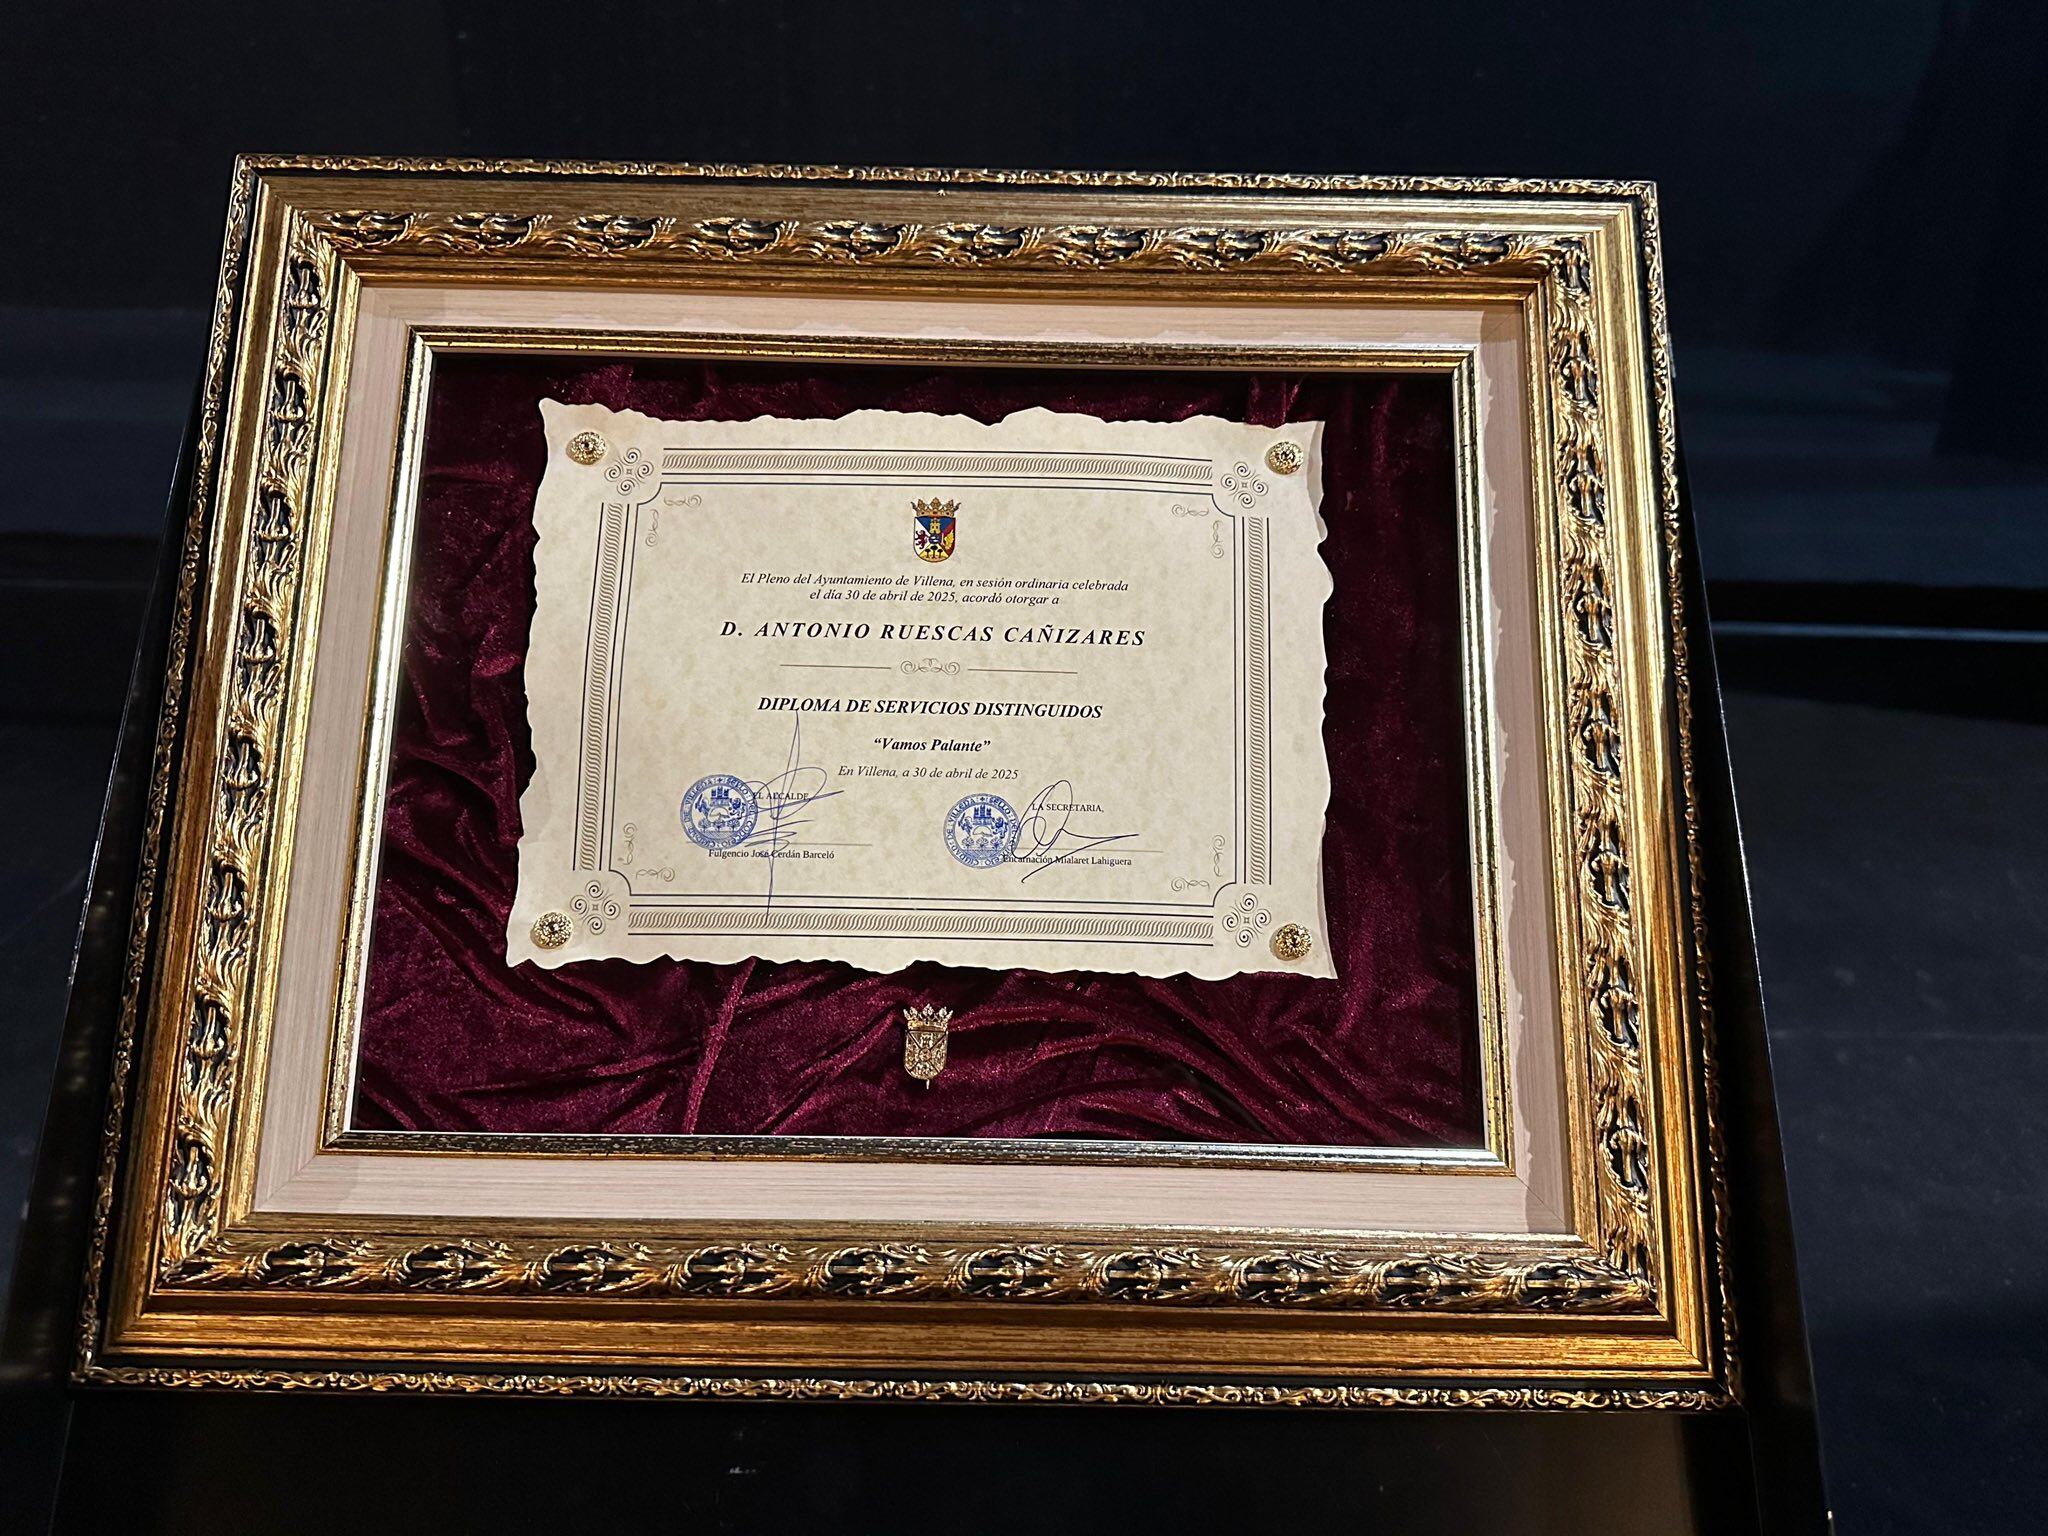 El Pleno del Ayuntamiento de Villena, en sesión ordinaria celebrada
el día 30 de abril de 2025, acordó otorgar a
D. ANTONIO RUESCAS CAÑIZARES
DIPLOMA DE SERVICIOS DISTINGUIDOS
“Vamos Palante”
En Villena, a 30 de abril de 2025
EL ALCALDE,
LA SECRETARIA,
Fulgencio José Cerdán Barceló
Encarnación Mialaret Lahiguera